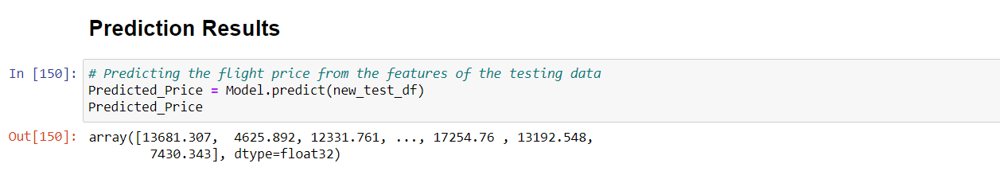 Prediction Results
In [150]: # Predicting the flight price from the features of the testing data
Predicted_Price = Model.predict(new_test_df)
Predicted_Price
Out[150]: array([13681.307,  4625.892, 12331.761, ..., 17254.76 , 13192.548,
        7430.343], dtype=float32)